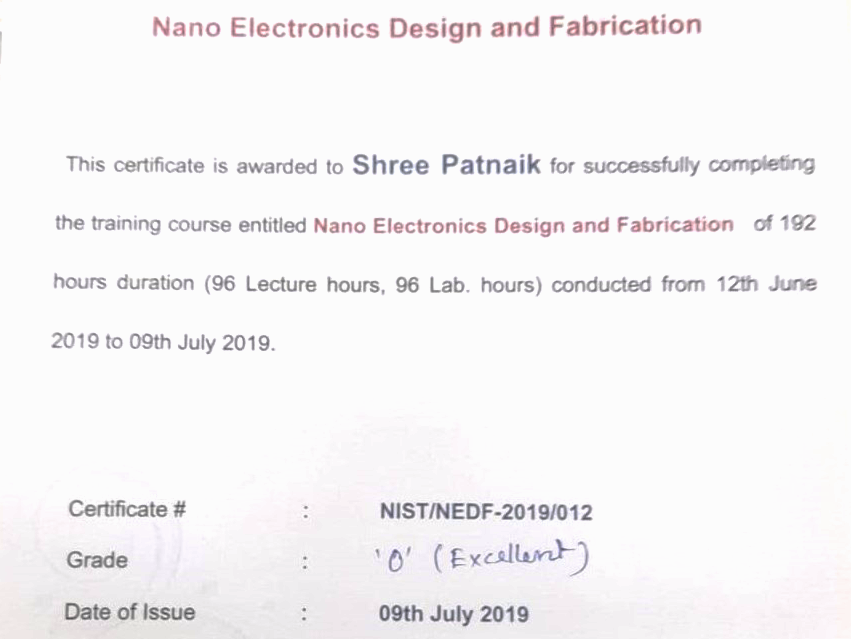 Nano Electronics Design and Fabrication
This certificate is awarded to Shree Patnaik for successfully completing
the training course entitled Nano Electronics Design and Fabrication of 192
hours duration (96 Lecture hours, 96 Lab. hours) conducted from 12th June
2019 to 09th July 2019.
Certificate # : NIST/NEDF-2019/012
Grade : 'O' (Excellent)
Date of Issue : 09th July 2019